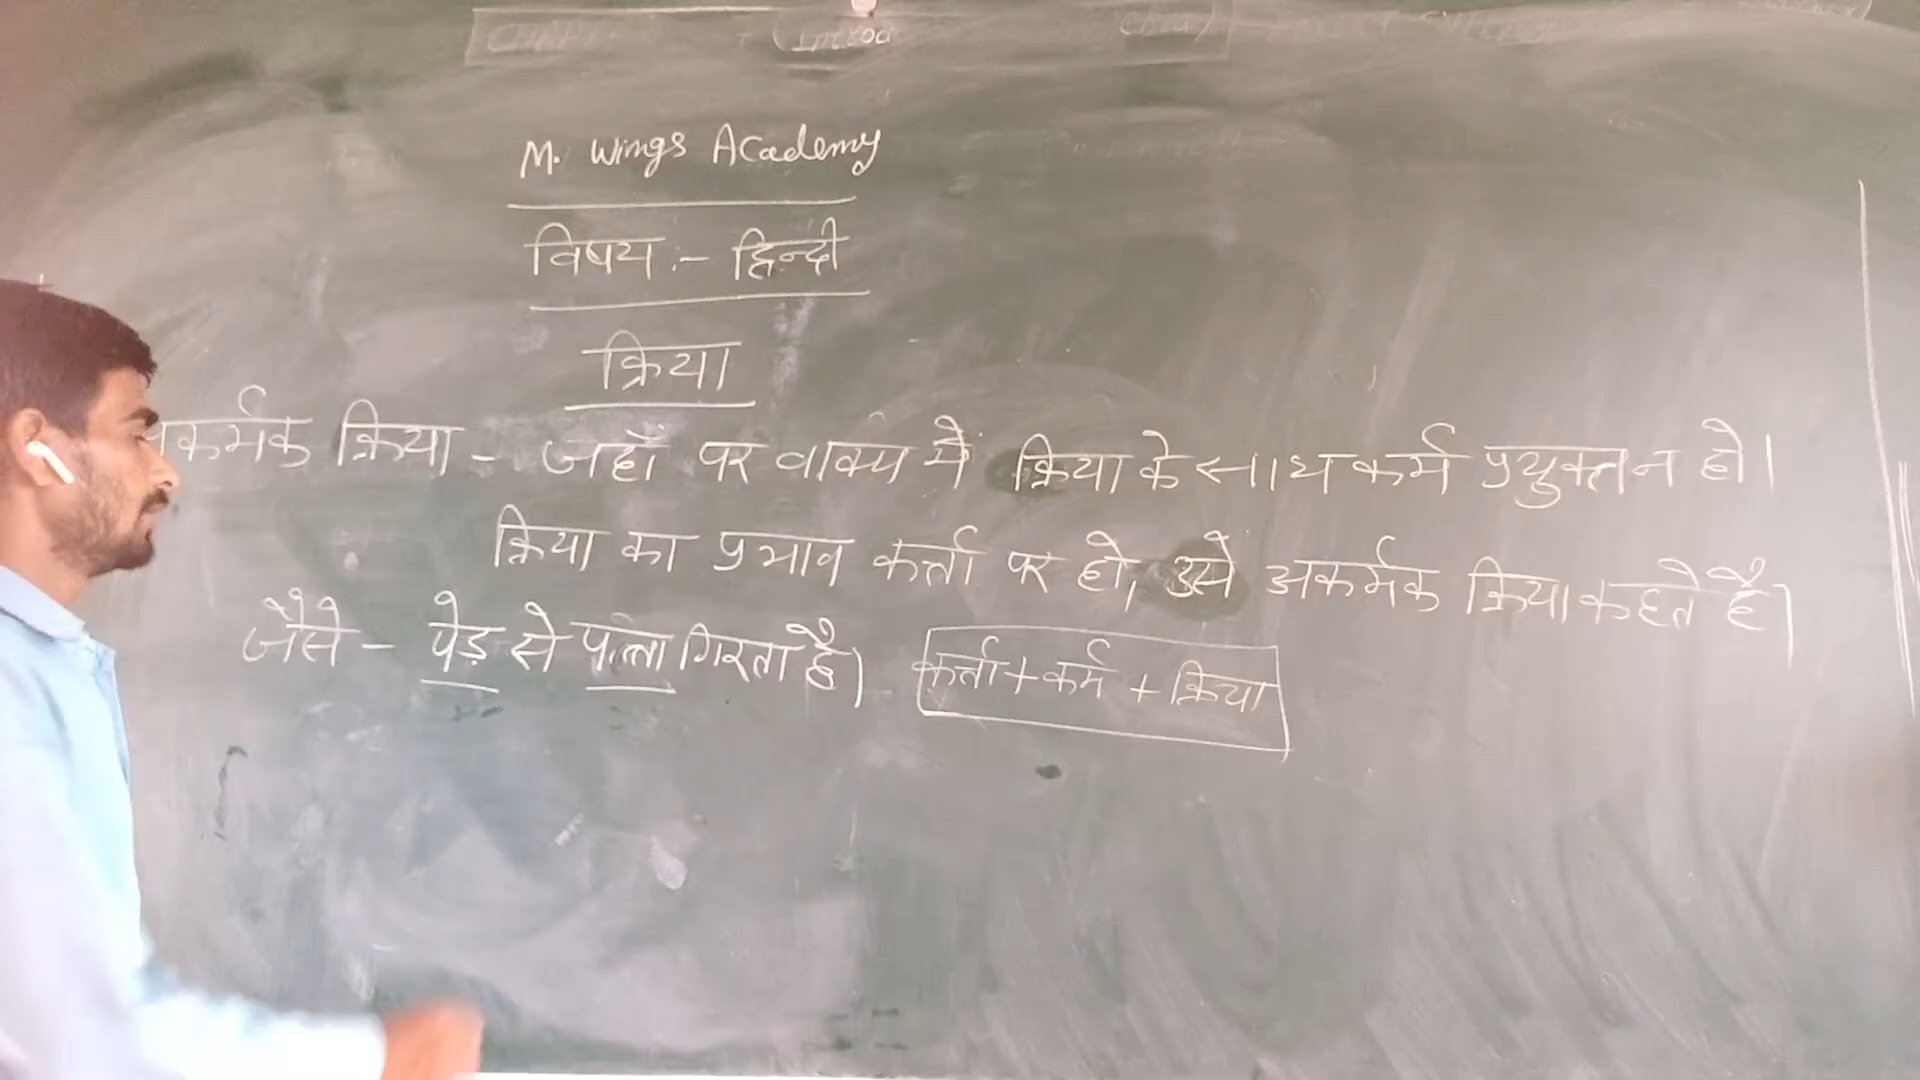 M. Wings Academy
विषय :- हिन्दी
क्रिया
कर्मक क्रिया - जहाँ पर वाक्य में क्रिया के साथ कर्म प्रयुक्त न हो।
क्रिया का प्रभाव कर्त्ता पर हो, उसे अकर्मक क्रिया कहते है।
जैसे - पेड़ से पत्ता गिरता है। कर्त्ता + कर्म + क्रिया